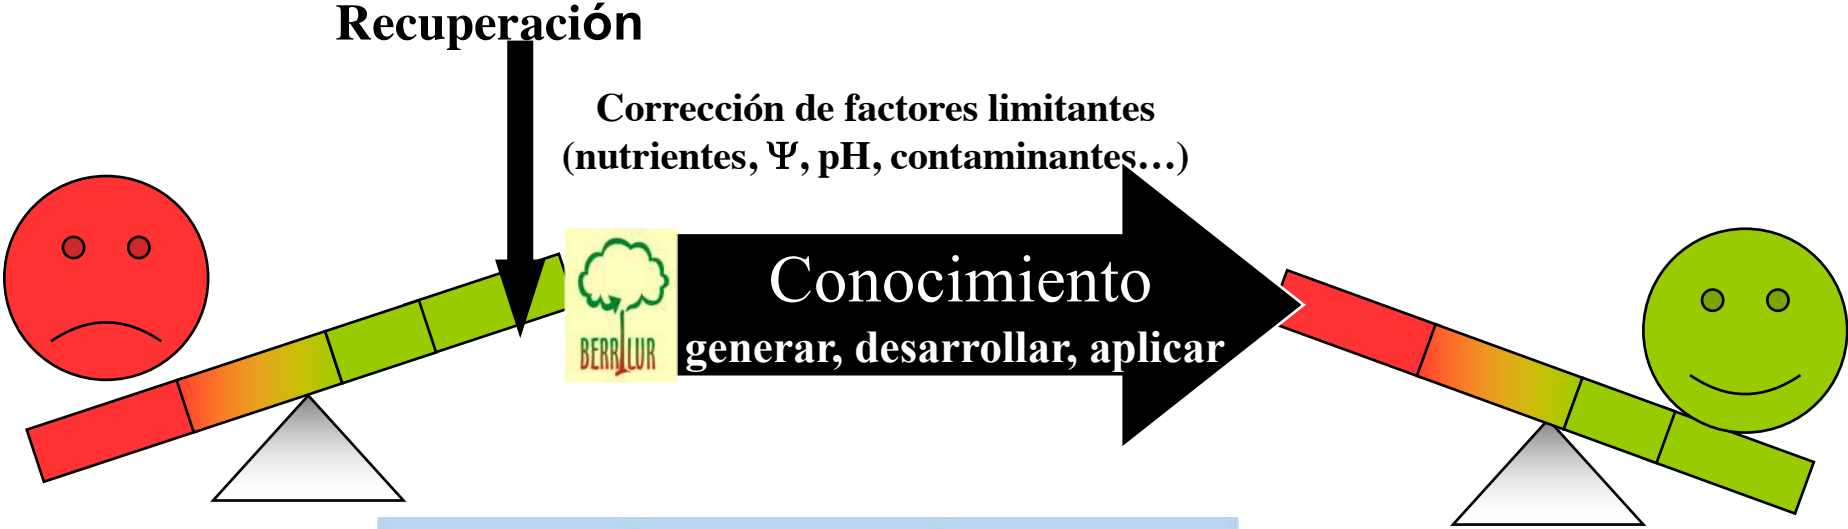 Recuperación
Corrección de factores limitantes
(nutrientes, Ψ, pH, contaminantes…)
Conocimiento
generar, desarrollar, aplicar
BERRILUR